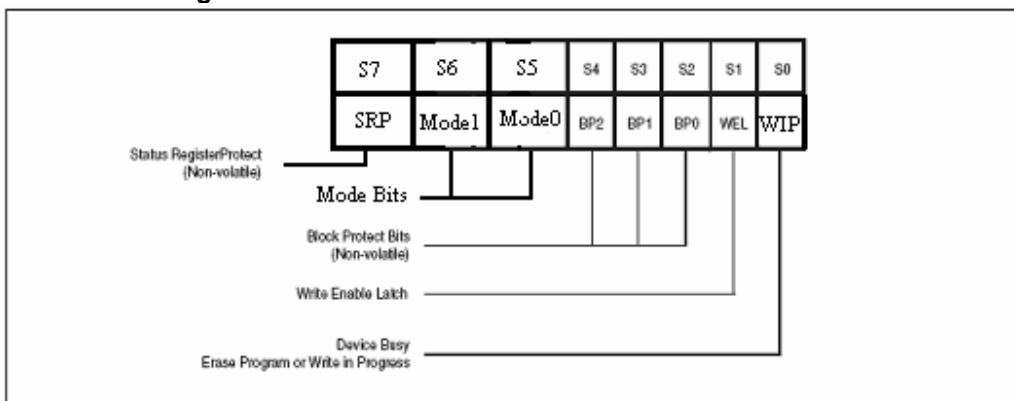 S7 S6 S5 S4 S3 S2 S1 S0
SRP Mode1 Mode0 BP2 BP1 BP0 WEL WIP
Status RegisterProtect
(Non-volatile)
Mode Bits
Block Protect Bits
(Non-volatile)
Write Enable Latch
Device Busy
Erase Program or Write in Progress